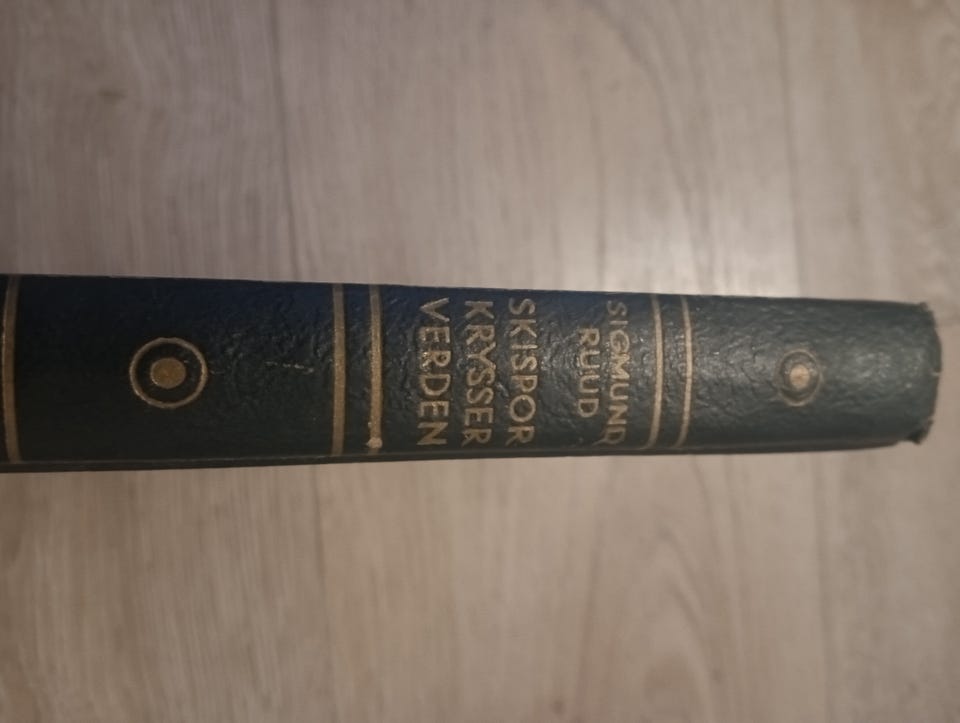 SIGMUND
RUUD
SKISPOR
KRYSSER
VERDEN